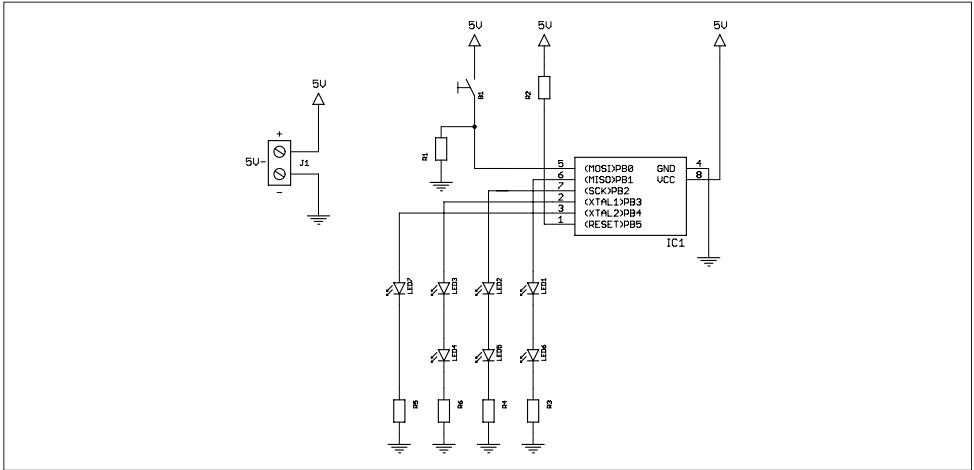 5V
5V
5V
5V
B1
R2
+
5V-
J1
-
R1
5 (MOSI)PB0 GND 4
6 (MISO)PB1 VCC 8
7 (SCK)PB2
2 (XTAL1)PB3
3 (XTAL2)PB4
1 (RESET)PB5
IC1
LED7
LED3
LED2
LED1
LED4
LED5
LED6
R5
R6
R4
R3